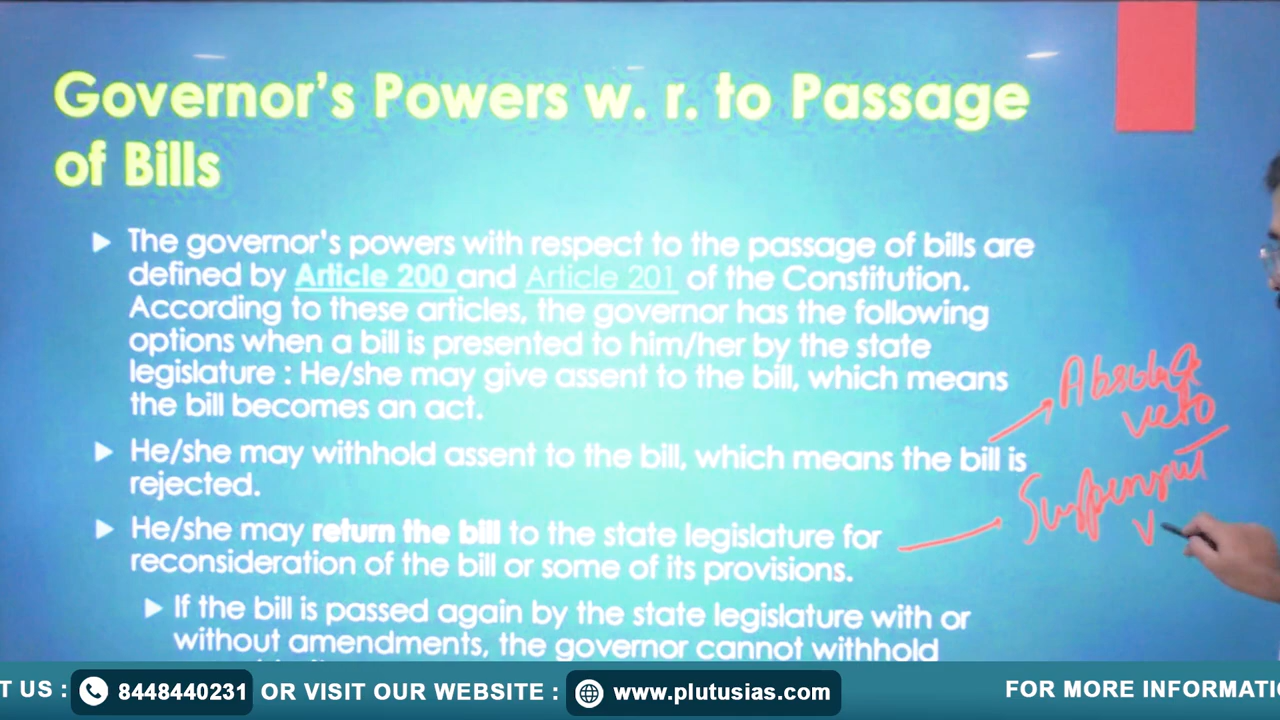 Governor's Powers w. r. to Passage
of Bills
The governor's powers with respect to the passage of bills are
defined by Article 200 and Article 201 of the Constitution.
According to these articles, the governor has the following
options when a bill is presented to him/her by the state
legislature : He/she may give assent to the bill, which means
the bill becomes an act.
He/she may withhold assent to the bill, which means the bill is
rejected.
Absolute
veto
He/she may return the bill to the state legislature for
reconsideration of the bill or some of its provisions.
V
If the bill is passed again by the state legislature with or
without amendments, the governor cannot withhold
T US : 8448440231 OR VISIT OUR WEBSITE : www.plutusias.com
FOR MORE INFORMATI